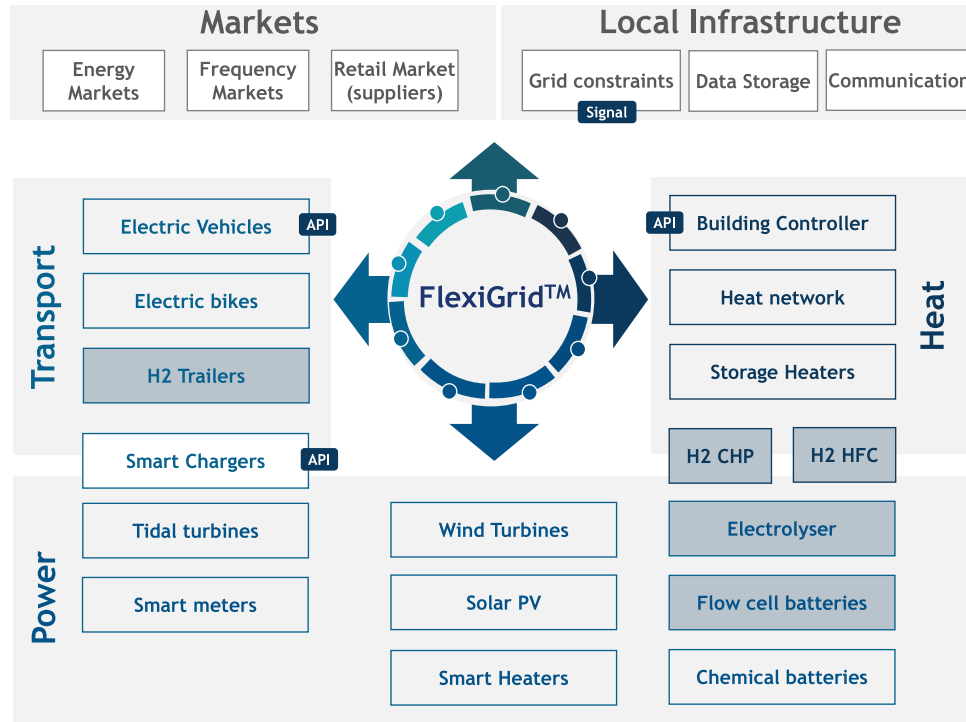 Markets
Energy
Markets
Frequency
Markets
Retail Market
(suppliers)
Local Infrastructure
Grid constraints
Signal
Data Storage
Communication
Transport
Electric Vehicles
API
Electric bikes
H2 Trailers
Smart Chargers
API
FlexiGrid™
Heat
API
Building Controller
Heat network
Storage Heaters
H2 CHP
H2 HFC
Power
Tidal turbines
Smart meters
Wind Turbines
Solar PV
Smart Heaters
Electrolyser
Flow cell batteries
Chemical batteries